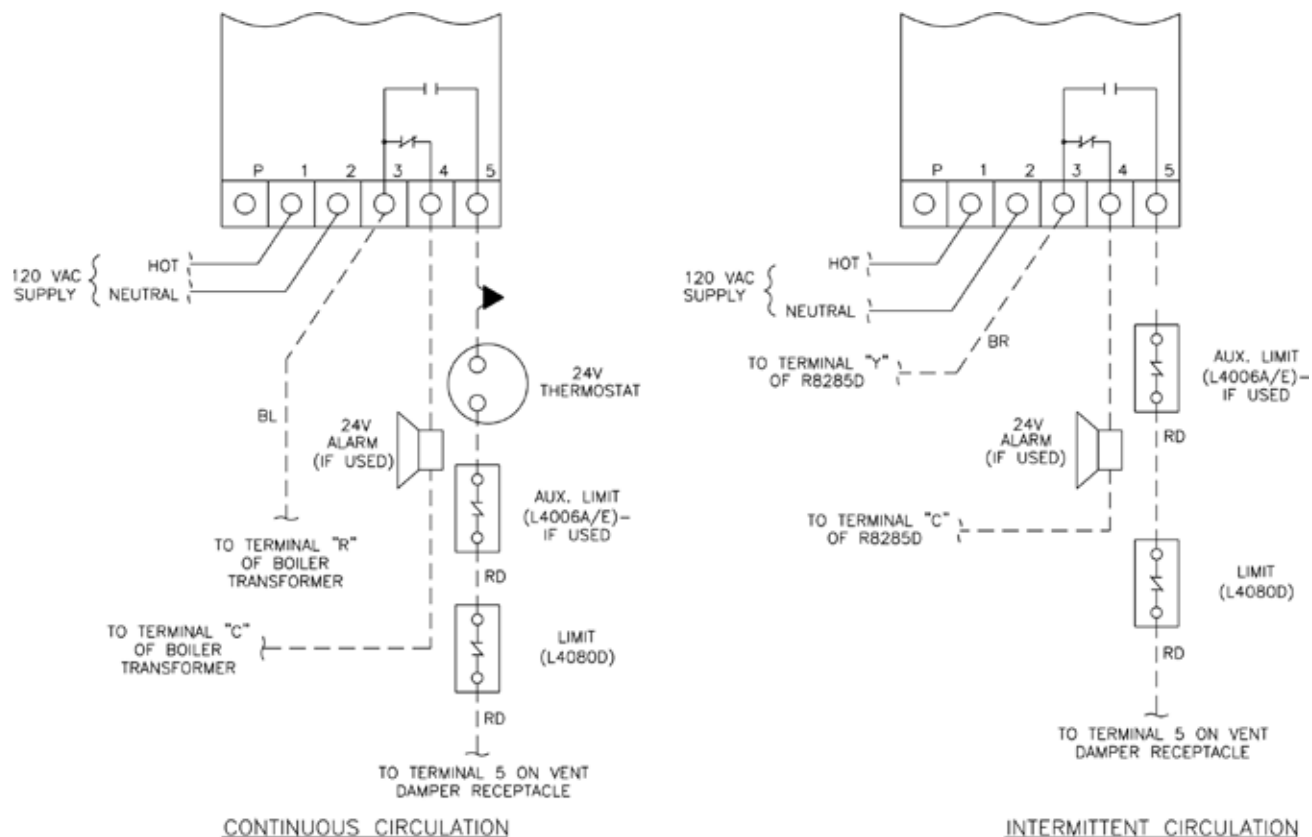 P 1 2 3 4 5
HOT
120 VAC
SUPPLY
NEUTRAL
24V
THERMOSTAT
BL
24V
ALARM
(IF USED)
AUX. LIMIT
(L4006A/E)-
IF USED
TO TERMINAL "R"
OF BOILER
TRANSFORMER
RD
TO TERMINAL "C"
OF BOILER
TRANSFORMER
LIMIT
(L4080D)
RD
TO TERMINAL 5 ON VENT
DAMPER RECEPTACLE
CONTINUOUS CIRCULATION
P 1 2 3 4 5
HOT
120 VAC
SUPPLY
NEUTRAL
BR
TO TERMINAL "Y"
OF R8285D
AUX. LIMIT
(L4006A/E)-
IF USED
24V
ALARM
(IF USED)
RD
TO TERMINAL "C"
OF R8285D
LIMIT
(L4080D)
RD
TO TERMINAL 5 ON VENT
DAMPER RECEPTACLE
INTERMITTENT CIRCULATION